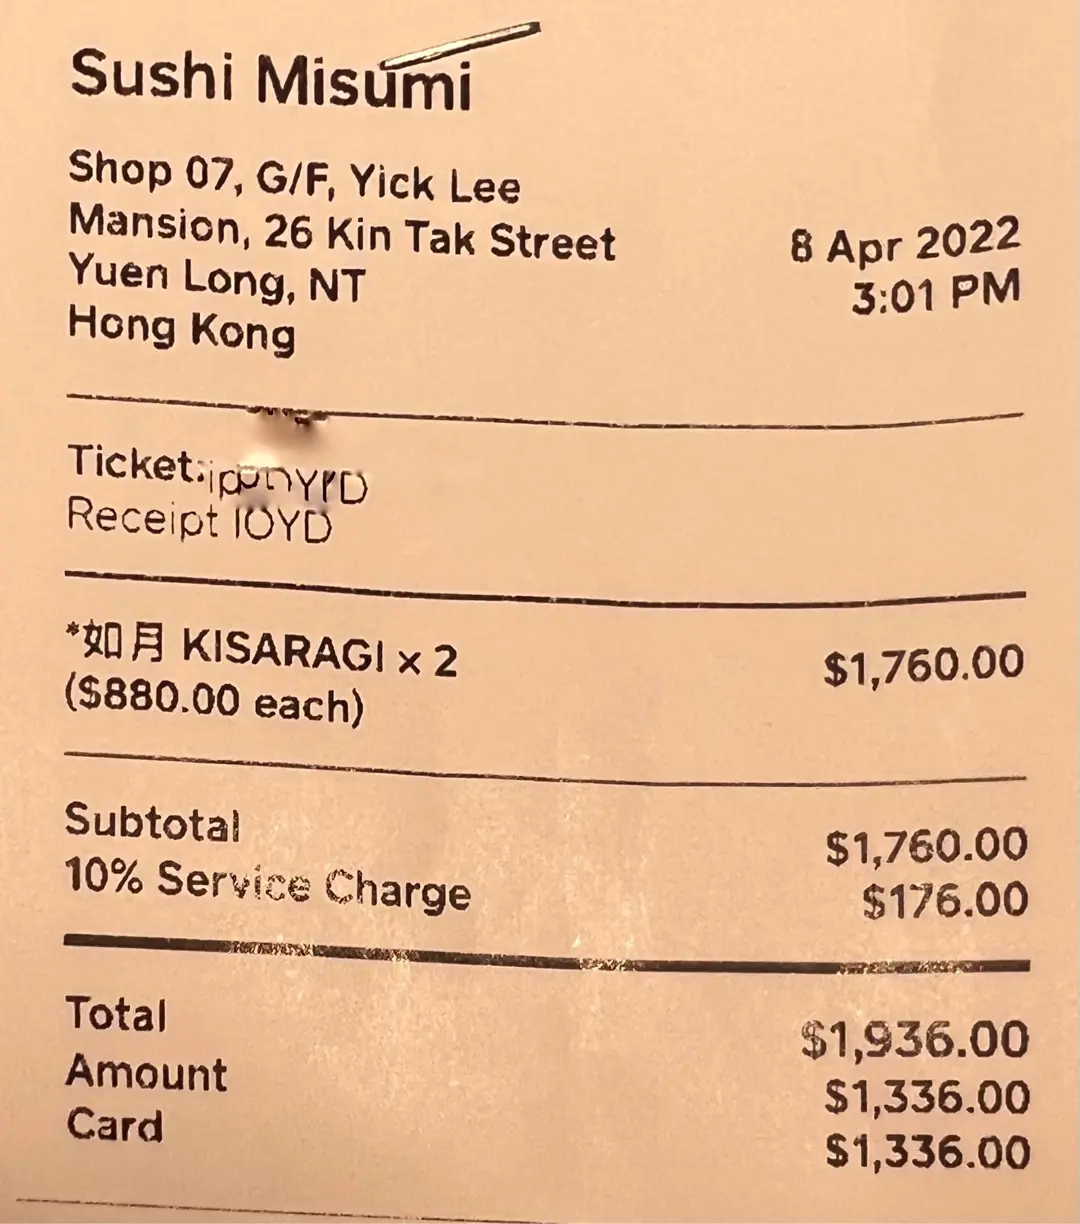 Sushi Misumi
Shop 07, G/F, Yick Lee
Mansion, 26 Kin Tak Street
Yuen Long, NT
Hong Kong
8 Apr 2022
3:01 PM
Ticket:
Receipt IOYD
*如月 KISARAGI x 2
$1,760.00
($880.00 each)
Subtotal
$1,760.00
10% Service Charge
$176.00
Total
$1,936.00
Amount
$1,336.00
Card
$1,336.00